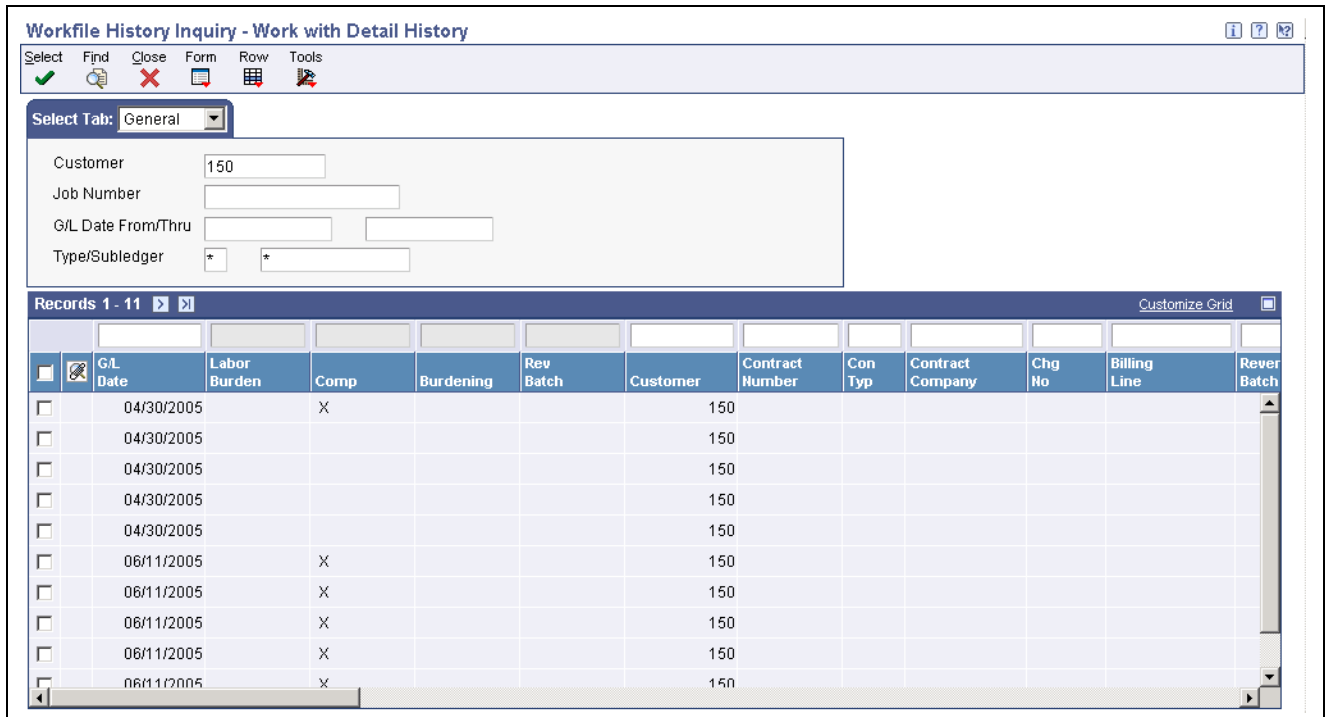 Workfile History Inquiry - Work with Detail History
Select Find Close Form Row Tools
Select Tab: General
Customer 150
Job Number
G/L Date From/Thru
Type/Subledger * *
Records 1 - 11 Customize Grid
G/L Date Labor Burden Comp Burdening Rev Batch Customer Contract Number Con Typ Contract Company Chg No Billing Line Rever Batch
04/30/2005 X 150
04/30/2005 150
04/30/2005 150
04/30/2005 150
04/30/2005 150
06/11/2005 X 150
06/11/2005 X 150
06/11/2005 X 150
06/11/2005 X 150
06/11/2005 X 150